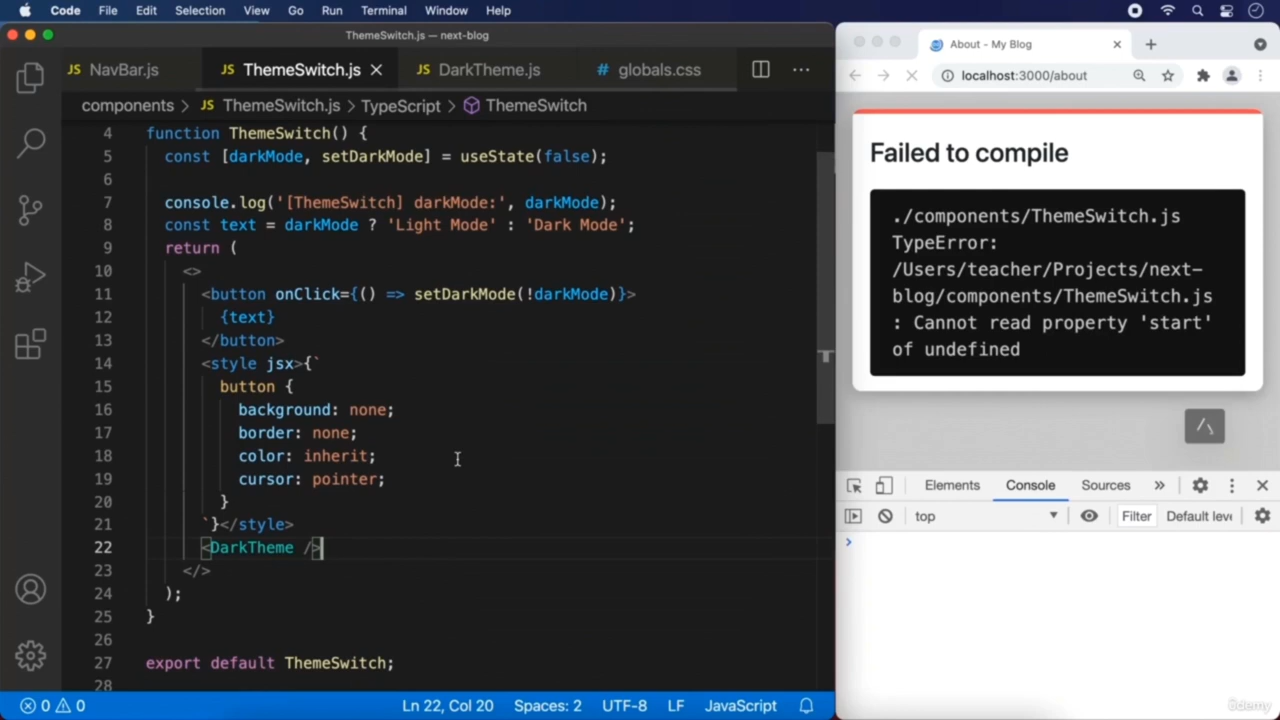 Code File Edit Selection View Go Run Terminal Window Help
ThemeSwitch.js — next-blog
JS NavBar.js JS ThemeSwitch.js JS DarkTheme.js # globals.css
components > JS ThemeSwitch.js > TypeScript > ThemeSwitch
4 function ThemeSwitch() {
5 const [darkMode, setDarkMode] = useState(false);
6
7 console.log('[ThemeSwitch] darkMode:', darkMode);
8 const text = darkMode ? 'Light Mode' : 'Dark Mode';
9 return (
10 <>
11 <button onClick={() => setDarkMode(!darkMode)}>
12 {text}
13 </button>
14 <style jsx>{`
15 button {
16 background: none;
17 border: none;
18 color: inherit;
19 cursor: pointer;
20 }
21 `}</style>
22 <DarkTheme />
23 </>
24 );
25 }
26
27 export default ThemeSwitch;
28
0 0 Ln 22, Col 20 Spaces: 2 UTF-8 LF JavaScript
About - My Blog
localhost:3000/about
Failed to compile
./components/ThemeSwitch.js
TypeError:
/Users/teacher/Projects/next-
blog/components/ThemeSwitch.js
: Cannot read property 'start'
of undefined
Elements Console Sources »
top Filter Default leve
ûdemy